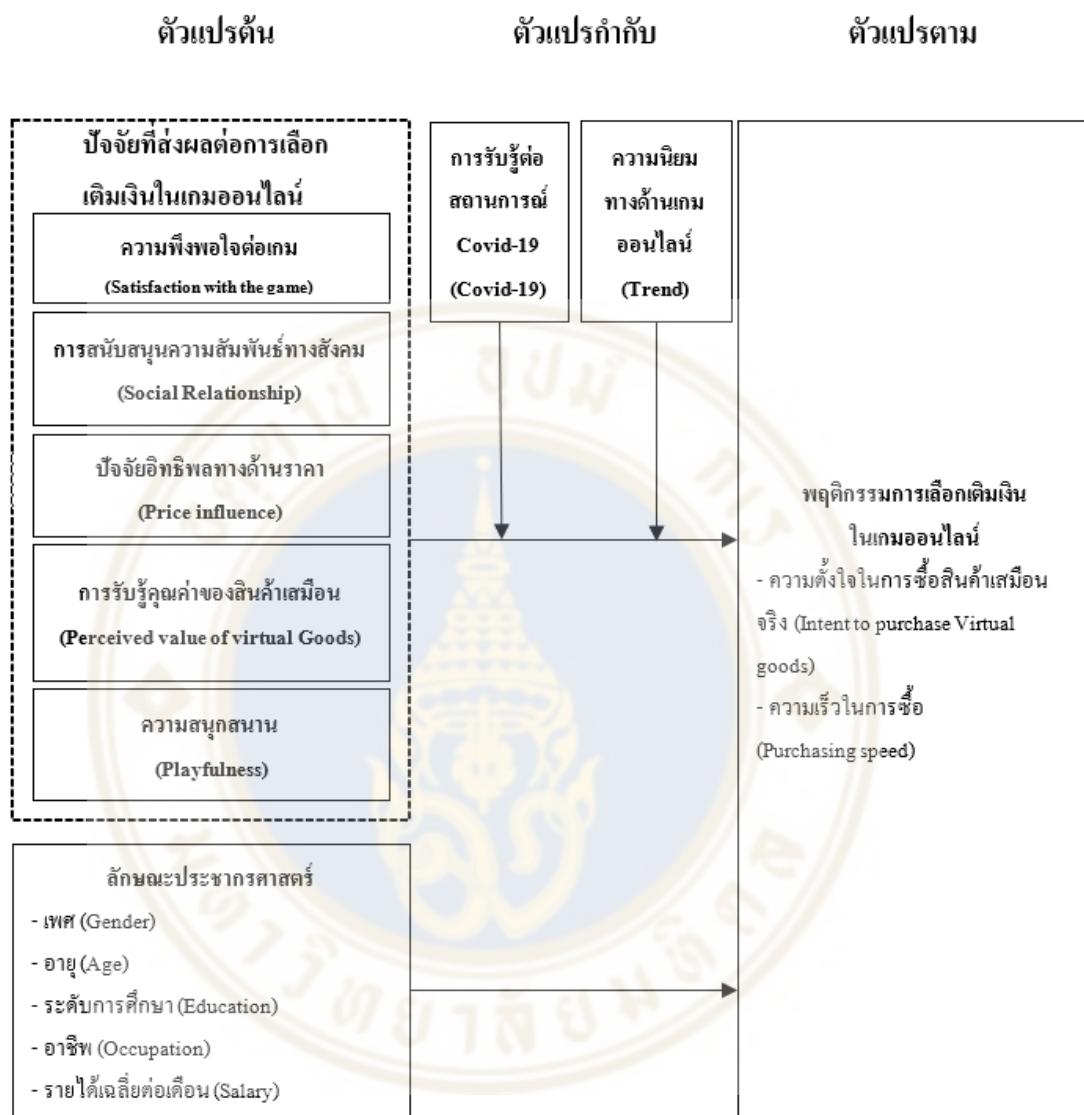 ตัวแปรต้น
ตัวแปรกำกับ
ตัวแปรตาม
ปัจจัยที่ส่งผลต่อการเลือก
เติมเงินในเกมออนไลน์
ความพึงพอใจต่อเกม
(Satisfaction with the game)
การสนับสนุนความสัมพันธ์ทางสังคม
(Social Relationship)
ปัจจัยอิทธิพลทางด้านราคา
(Price influence)
การรับรู้คุณค่าของสินค้าเสมือน
(Perceived value of virtual Goods)
ความสนุกสนาน
(Playfulness)
ลักษณะประชากรศาสตร์
- เพศ (Gender)
- อายุ (Age)
- ระดับการศึกษา (Education)
- อาชีพ (Occupation)
- รายได้เฉลี่ยต่อเดือน (Salary)
การรับรู้ต่อ
สถานการณ์
Covid-19
(Covid-19)
ความนิยม
ทางด้านเกม
ออนไลน์
(Trend)
พฤติกรรมการเลือกเติมเงิน
ในเกมออนไลน์
- ความตั้งใจในการซื้อสินค้าเสมือน
จริง (Intent to purchase Virtual
goods)
- ความเร็วในการซื้อ
(Purchasing speed)
มหาวิทยาลัยมหิดล